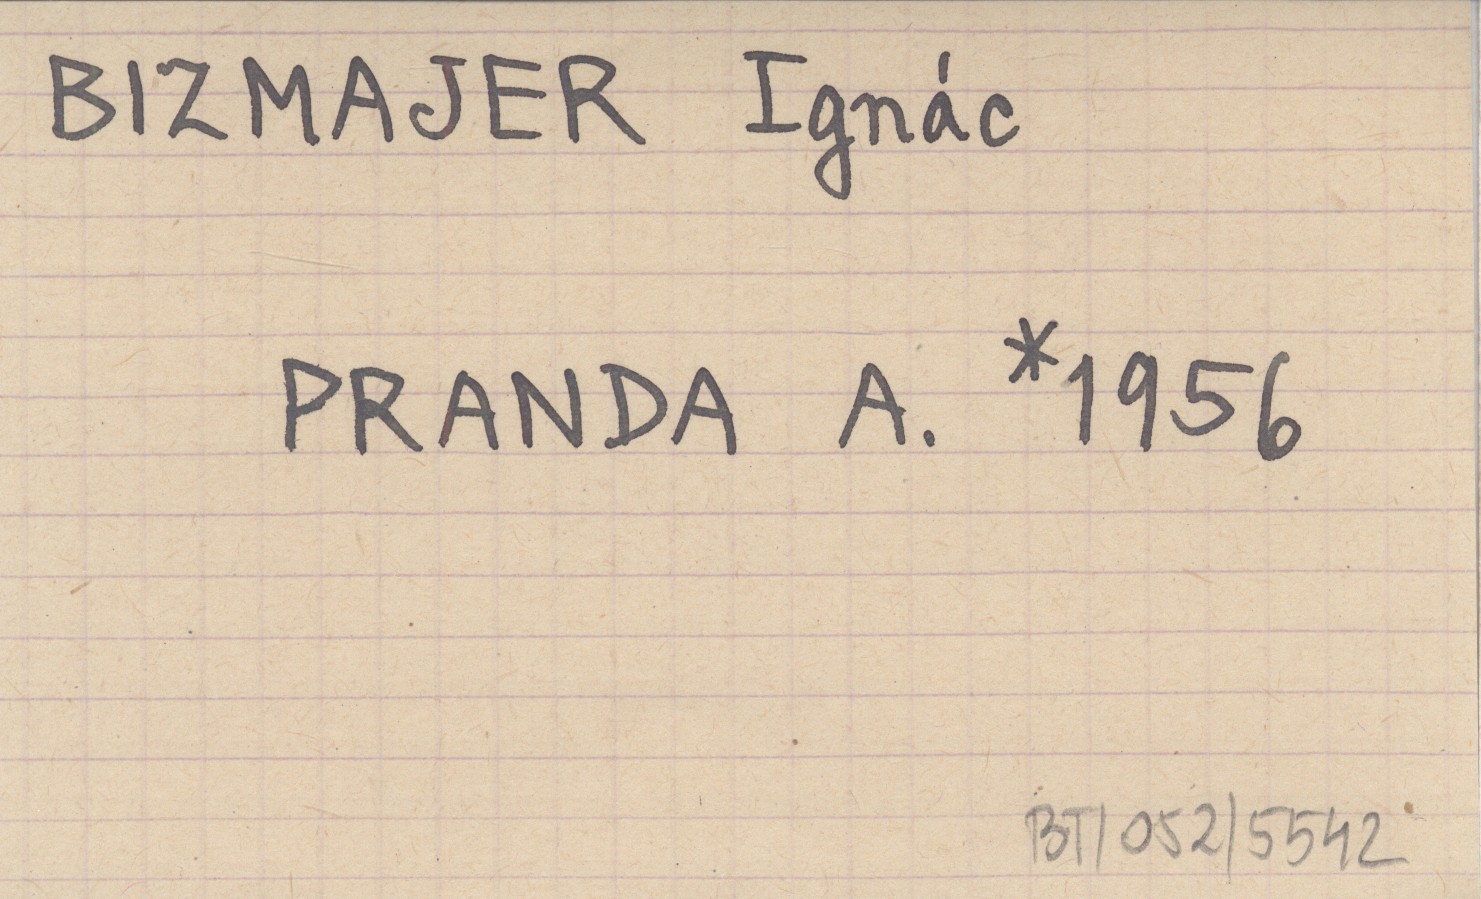 BIZMAJER Ignác
PRANDA A. *1956
BT/052/5542